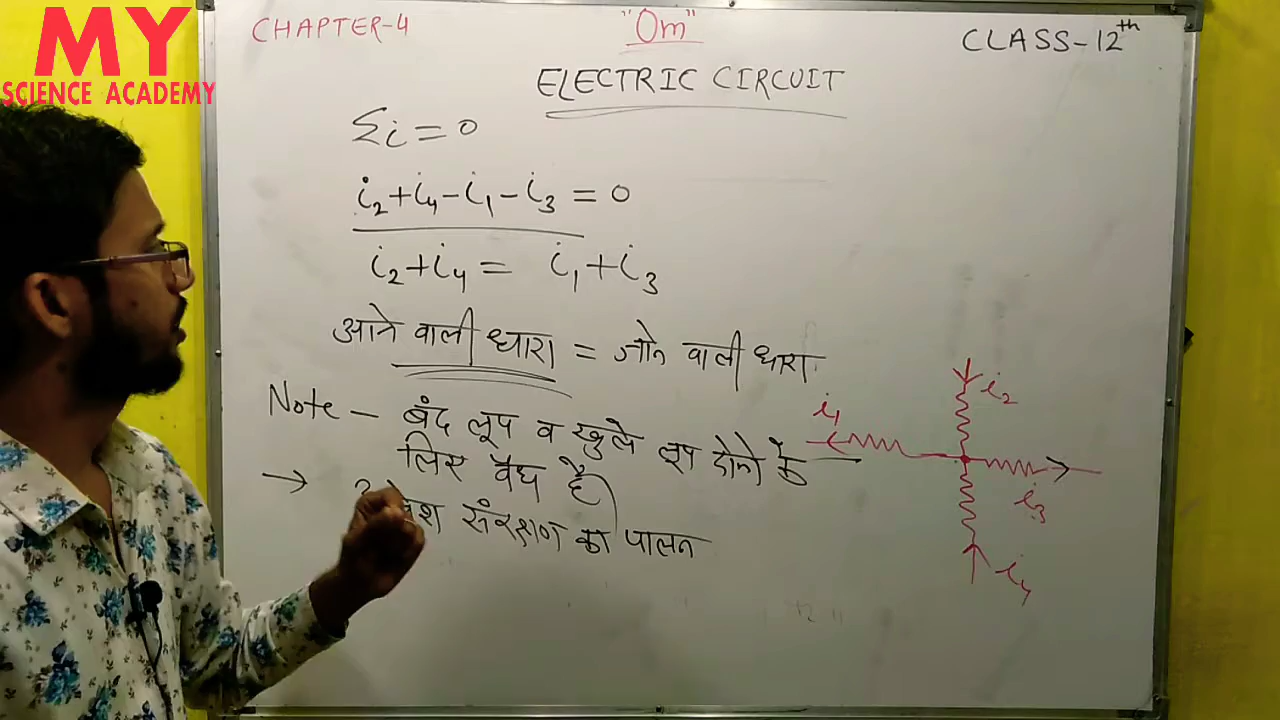 MY
SCIENCE ACADEMY
CHAPTER-4
"Om"
CLASS-12th
ELECTRIC CIRCUIT
Σi = 0
i₂+i₄-i₁-i₃ = 0
i₂+i₄ = i₁+i₃
आने वाली धारा = जाने वाली धारा
Note - बंद लूप व खुले लूप दोनो के
लिए वैध है
→ संरक्षण का पालन
i₁
i₂
i₃
i₄